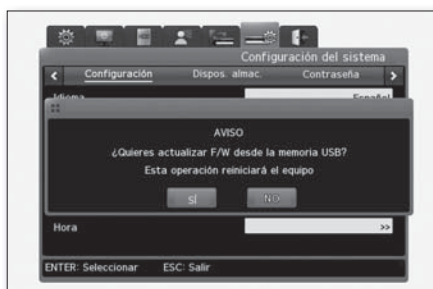 Configuración del sistema
< Configuración Dispos. almac. Contraseña >
Idioma Español
AVISO
¿Quieres actualizar F/W desde la memoria USB?
Esta operación reiniciará el equipo
SÍ NO
Hora >>
ENTER: Seleccionar ESC: Salir